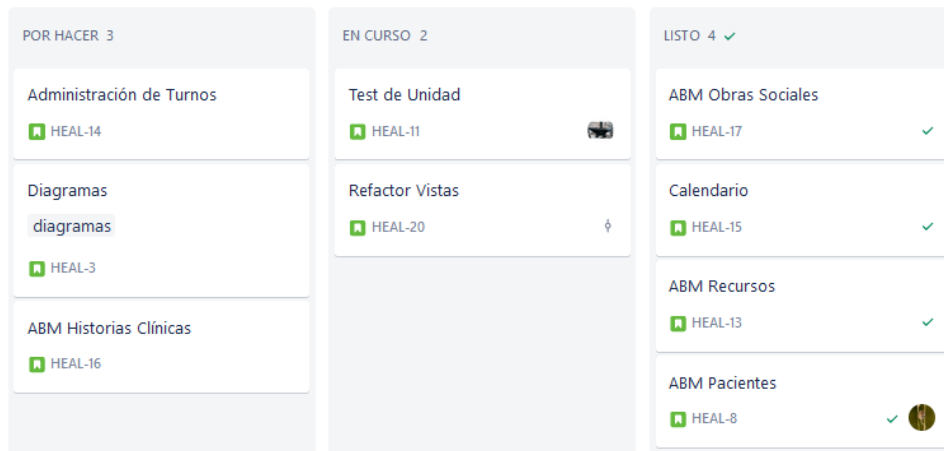 POR HACER 3
Administración de Turnos
HEAL-14
Diagramas
diagramas
HEAL-3
ABM Historias Clínicas
HEAL-16
EN CURSO 2
Test de Unidad
HEAL-11
Refactor Vistas
HEAL-20
LISTO 4
ABM Obras Sociales
HEAL-17
Calendario
HEAL-15
ABM Recursos
HEAL-13
ABM Pacientes
HEAL-8